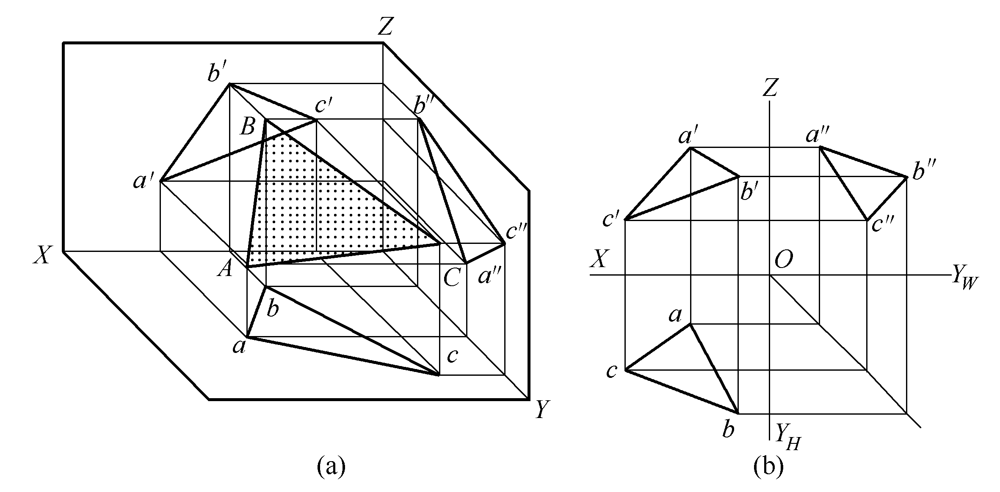 Z
b′
c′
b″
B
a′
c″
X
A
C
a″
b
a
c
Y
(a)
Z
a′
a″
b″
b′
c′
c″
X
O
Y_W
a
c
b
Y_H
(b)